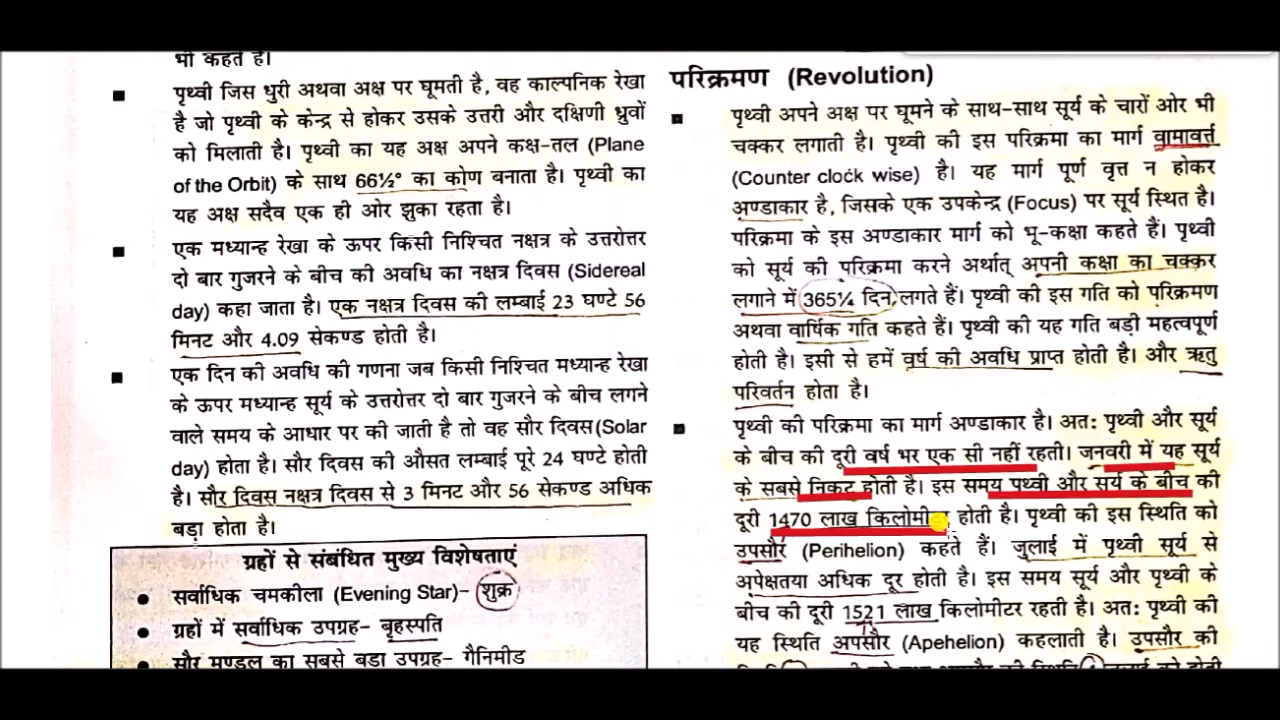 भी कहते हैं।
पृथ्वी जिस धुरी अथवा अक्ष पर घूमती है, वह काल्पनिक रेखा
है जो पृथ्वी के केन्द्र से होकर उसके उत्तरी और दक्षिणी ध्रुवों
को मिलाती है। पृथ्वी का यह अक्ष अपने कक्ष-तल (Plane
of the Orbit) के साथ 66½° का कोण बनाता है। पृथ्वी का
यह अक्ष सदैव एक ही ओर झुका रहता है।
एक मध्यान्ह रेखा के ऊपर किसी निश्चित नक्षत्र के उत्तरोत्तर
दो बार गुजरने के बीच की अवधि का नक्षत्र दिवस (Sidereal
day) कहा जाता है। एक नक्षत्र दिवस की लम्बाई 23 घण्टे 56
मिनट और 4.09 सेकण्ड होती है।
एक दिन की अवधि की गणना जब किसी निश्चित मध्यान्ह रेखा
के ऊपर मध्यान्ह सूर्य के उत्तरोत्तर दो बार गुजरने के बीच लगने
वाले समय के आधार पर की जाती है तो वह सौर दिवस(Solar
day) होता है। सौर दिवस की औसत लम्बाई पूरे 24 घण्टे होती
है। सौर दिवस नक्षत्र दिवस से 3 मिनट और 56 सेकण्ड अधिक
बड़ा होता है।
ग्रहों से संबंधित मुख्य विशेषताएं
सर्वाधिक चमकीला (Evening Star)- शुक्र
ग्रहों में सर्वाधिक उपग्रह- बृहस्पति
सौर मण्डल का सबसे बड़ा उपग्रह- गैनिमीड
परिक्रमण (Revolution)
पृथ्वी अपने अक्ष पर घूमने के साथ-साथ सूर्य के चारों ओर भी
चक्कर लगाती है। पृथ्वी की इस परिक्रमा का मार्ग वामावर्त्त
(Counter clock wise) है। यह मार्ग पूर्ण वृत्त न होकर
अण्डाकार है, जिसके एक उपकेन्द्र (Focus) पर सूर्य स्थित है।
परिक्रमा के इस अण्डाकार मार्ग को भू-कक्षा कहते हैं। पृथ्वी
को सूर्य की परिक्रमा करने अर्थात् अपनी कक्षा का चक्कर
लगाने में 365¼ दिन लगते हैं। पृथ्वी की इस गति को परिक्रमण
अथवा वार्षिक गति कहते हैं। पृथ्वी की यह गति बड़ी महत्वपूर्ण
होती है। इसी से हमें वर्ष की अवधि प्राप्त होती है। और ऋतु
परिवर्तन होता है।
पृथ्वी की परिक्रमा का मार्ग अण्डाकार है। अतः पृथ्वी और सूर्य
के बीच की दूरी वर्ष भर एक सी नहीं रहती। जनवरी में यह सूर्य
के सबसे निकट होती है। इस समय पृथ्वी और सूर्य के बीच की
दूरी 1470 लाख किलोमी होती है। पृथ्वी की इस स्थिति को
उपसौर (Perihelion) कहते हैं। जुलाई में पृथ्वी सूर्य से
अपेक्षतया अधिक दूर होती है। इस समय सूर्य और पृथ्वी के
बीच की दूरी 1521 लाख किलोमीटर रहती है। अतः पृथ्वी की
यह स्थिति अपसौर (Apehelion) कहलाती है। उपसौर की